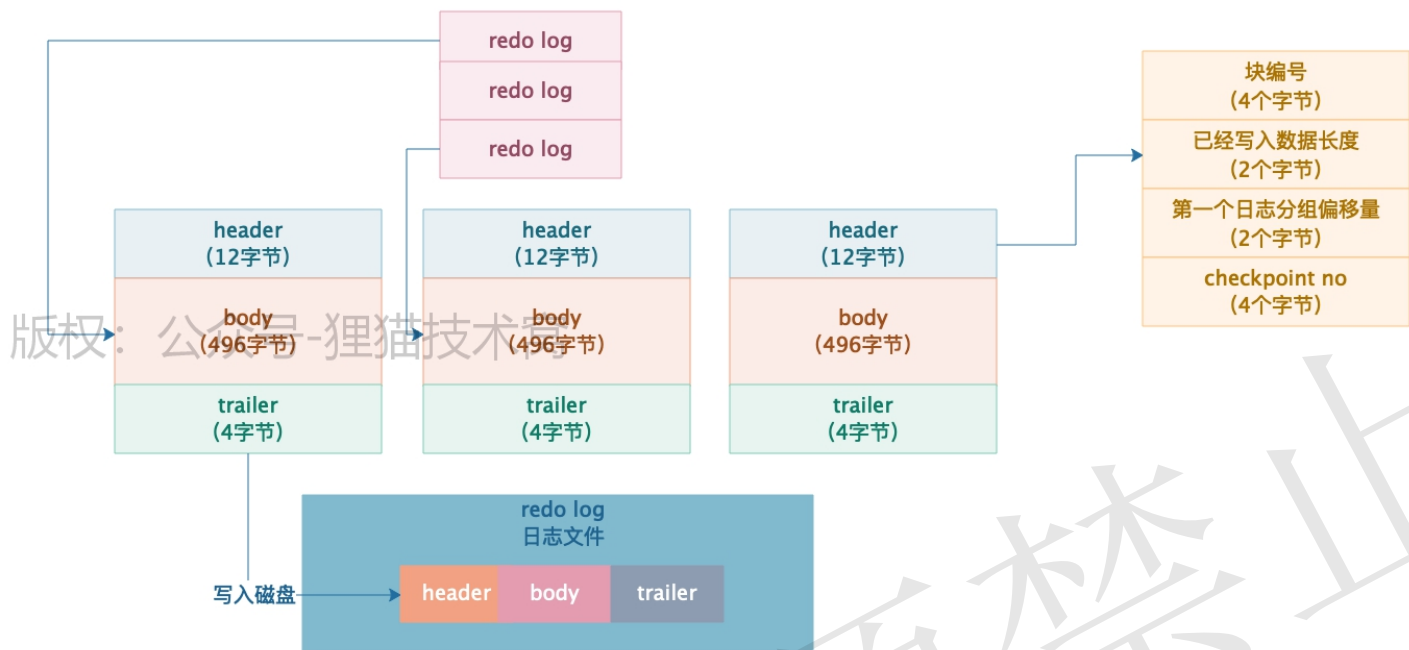 redo log
redo log
redo log
块编号
(4个字节)
已经写入数据长度
(2个字节)
第一个日志分组偏移量
(2个字节)
checkpoint no
(4个字节)
header
(12字节)
body
(496字节)
trailer
(4字节)
header
(12字节)
body
(496字节)
trailer
(4字节)
header
(12字节)
body
(496字节)
trailer
(4字节)
版权：公众号-狸猫技术窝
redo log
日志文件
写入磁盘
header
body
trailer
禁止